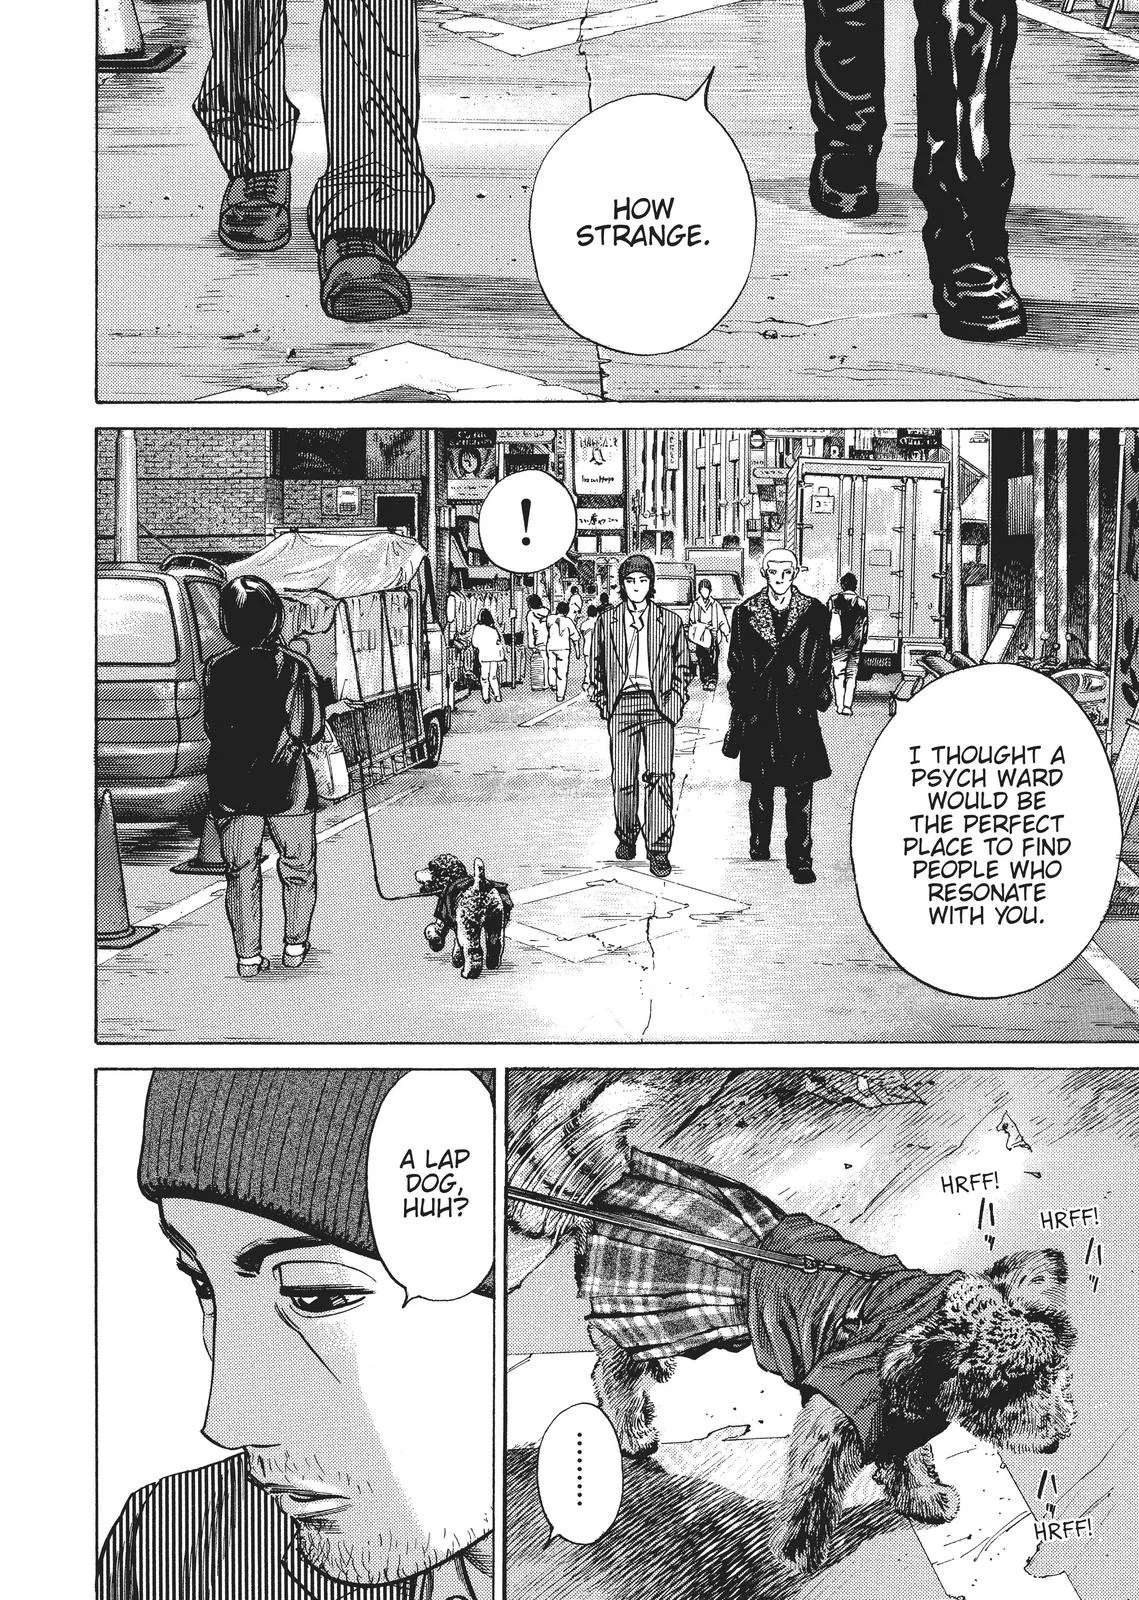 HOW
STRANGE.
!
I THOUGHT A
PSYCH WARD
WOULD BE
THE PERFECT
PLACE TO FIND
PEOPLE WHO
RESONATE
WITH YOU.
A LAP
DOG,
HUH?
HRFF!
HRFF!
.........
HRFF!